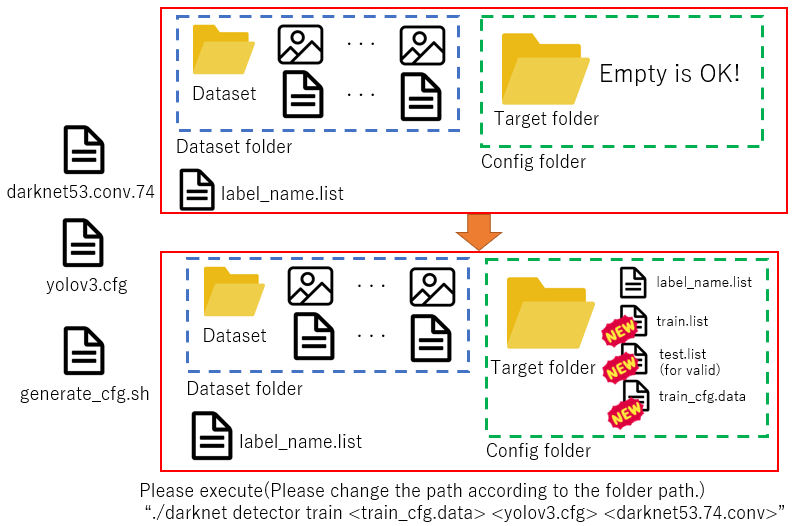 Dataset
. . .
. . .
Dataset folder
Empty is OK!
Target folder
Config folder
label_name.list
darknet53.conv.74
yolov3.cfg
generate_cfg.sh
Dataset
. . .
. . .
Dataset folder
label_name.list
Target folder
label_name.list
NEW
train.list
NEW
test.list
(for valid)
NEW
train_cfg.data
Config folder
Please execute(Please change the path according to the folder path.)
“./darknet detector train <train_cfg.data> <yolov3.cfg> <darknet53.74.conv>”